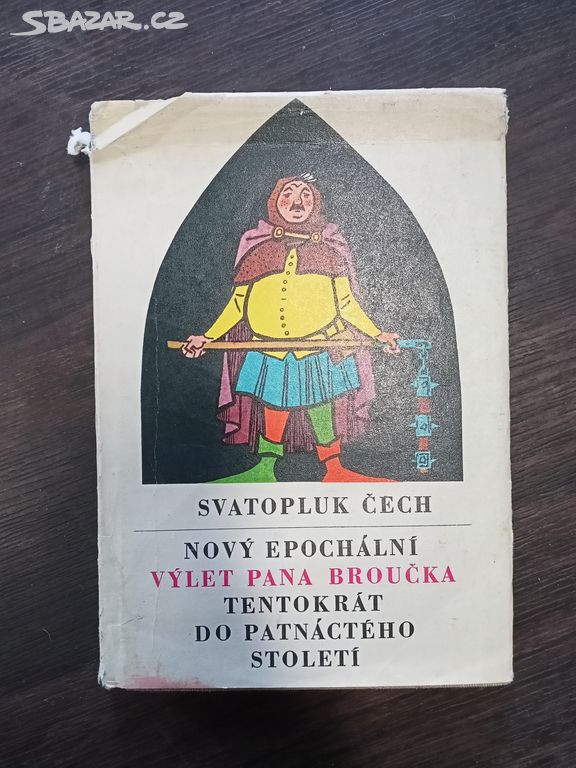 SBAZAR.CZ
SVATOPLUK ČECH
NOVÝ EPOCHÁLNÍ
VÝLET PANA BROUČKA
TENTOKRÁT
DO PATNÁCTÉHO
STOLETÍ